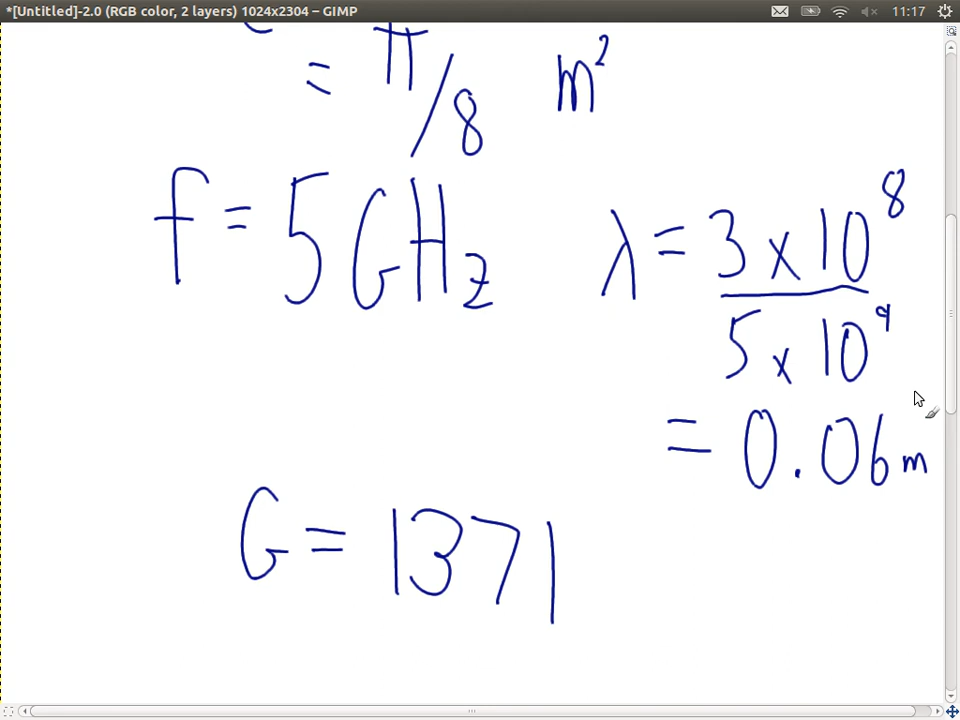 *[Untitled]-2.0 (RGB color, 2 layers) 1024x2304 – GIMP 11:17
= π/8 m²
f = 5 GHz
λ = 3 x 10⁸
5 x 10⁹
= 0.06 m
G = 1371